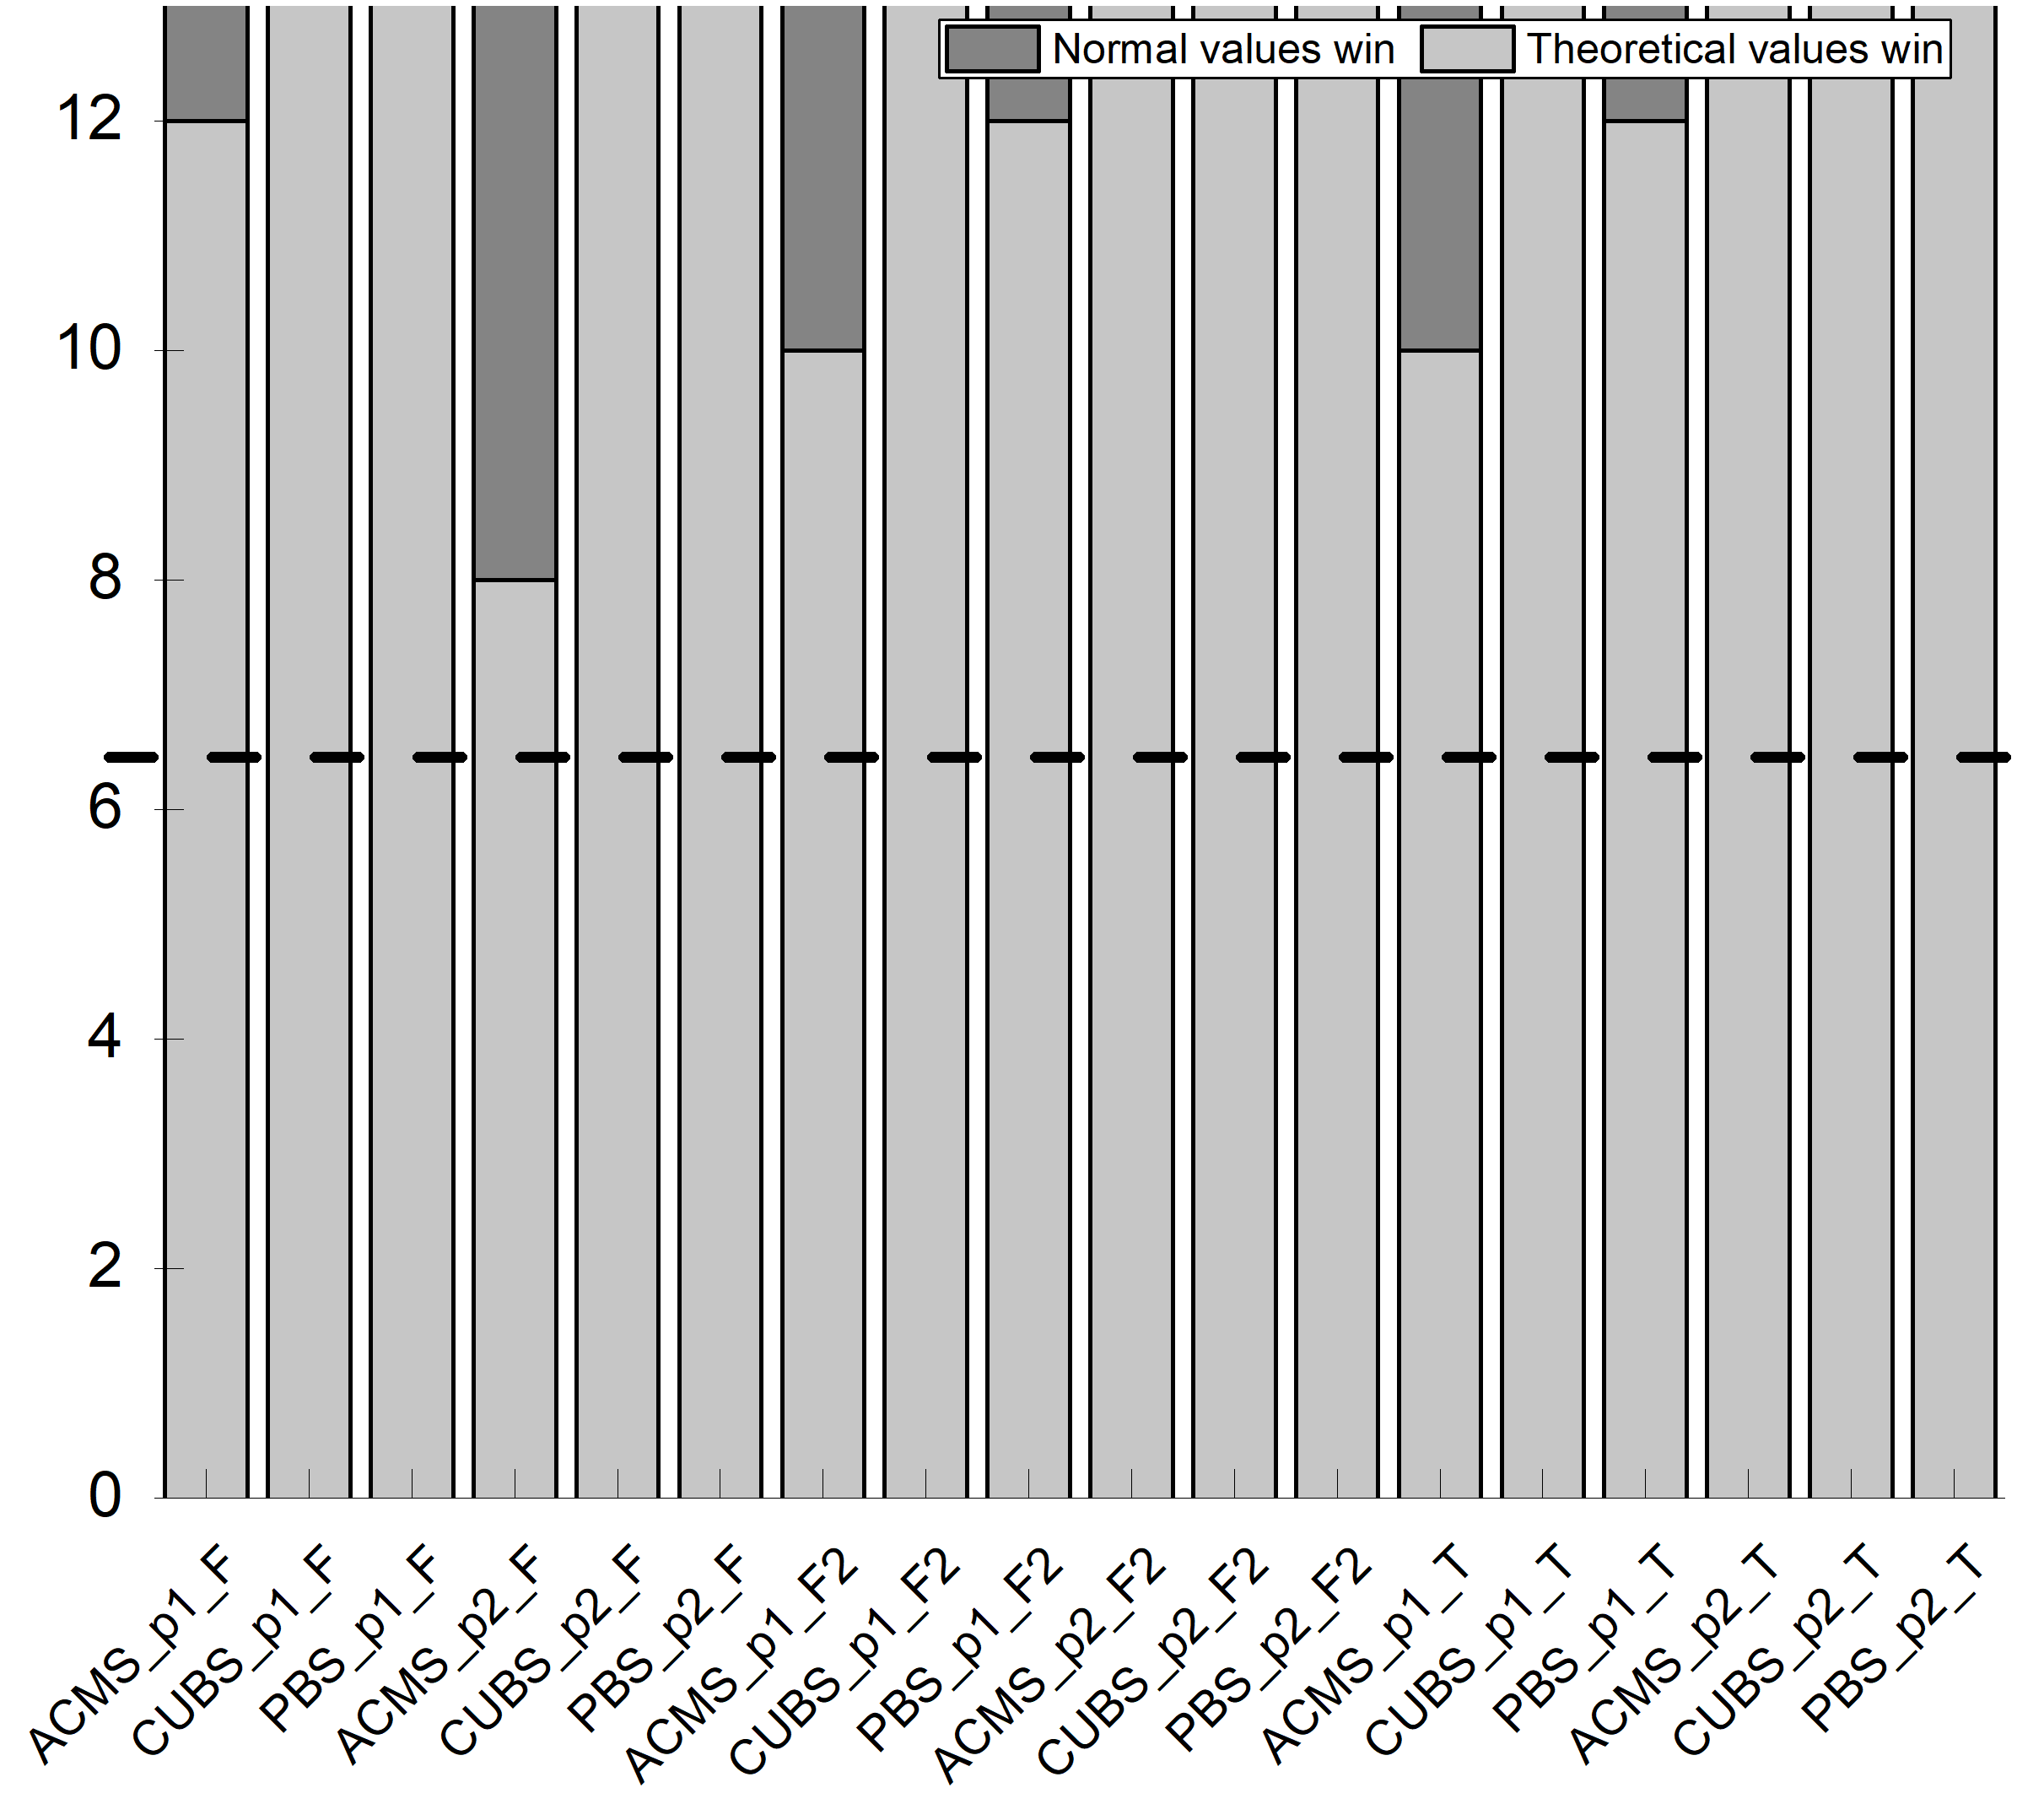 Normal values win Theoretical values win
12
10
8
6
4
2
0
ACMS_p1_F
CUBS_p1_F
PBS_p1_F
ACMS_p2_F
CUBS_p2_F
PBS_p2_F
ACMS_p1_F2
CUBS_p1_F2
PBS_p1_F2
ACMS_p2_F2
CUBS_p2_F2
PBS_p2_F2
ACMS_p1_T
CUBS_p1_T
PBS_p1_T
ACMS_p2_T
CUBS_p2_T
PBS_p2_T